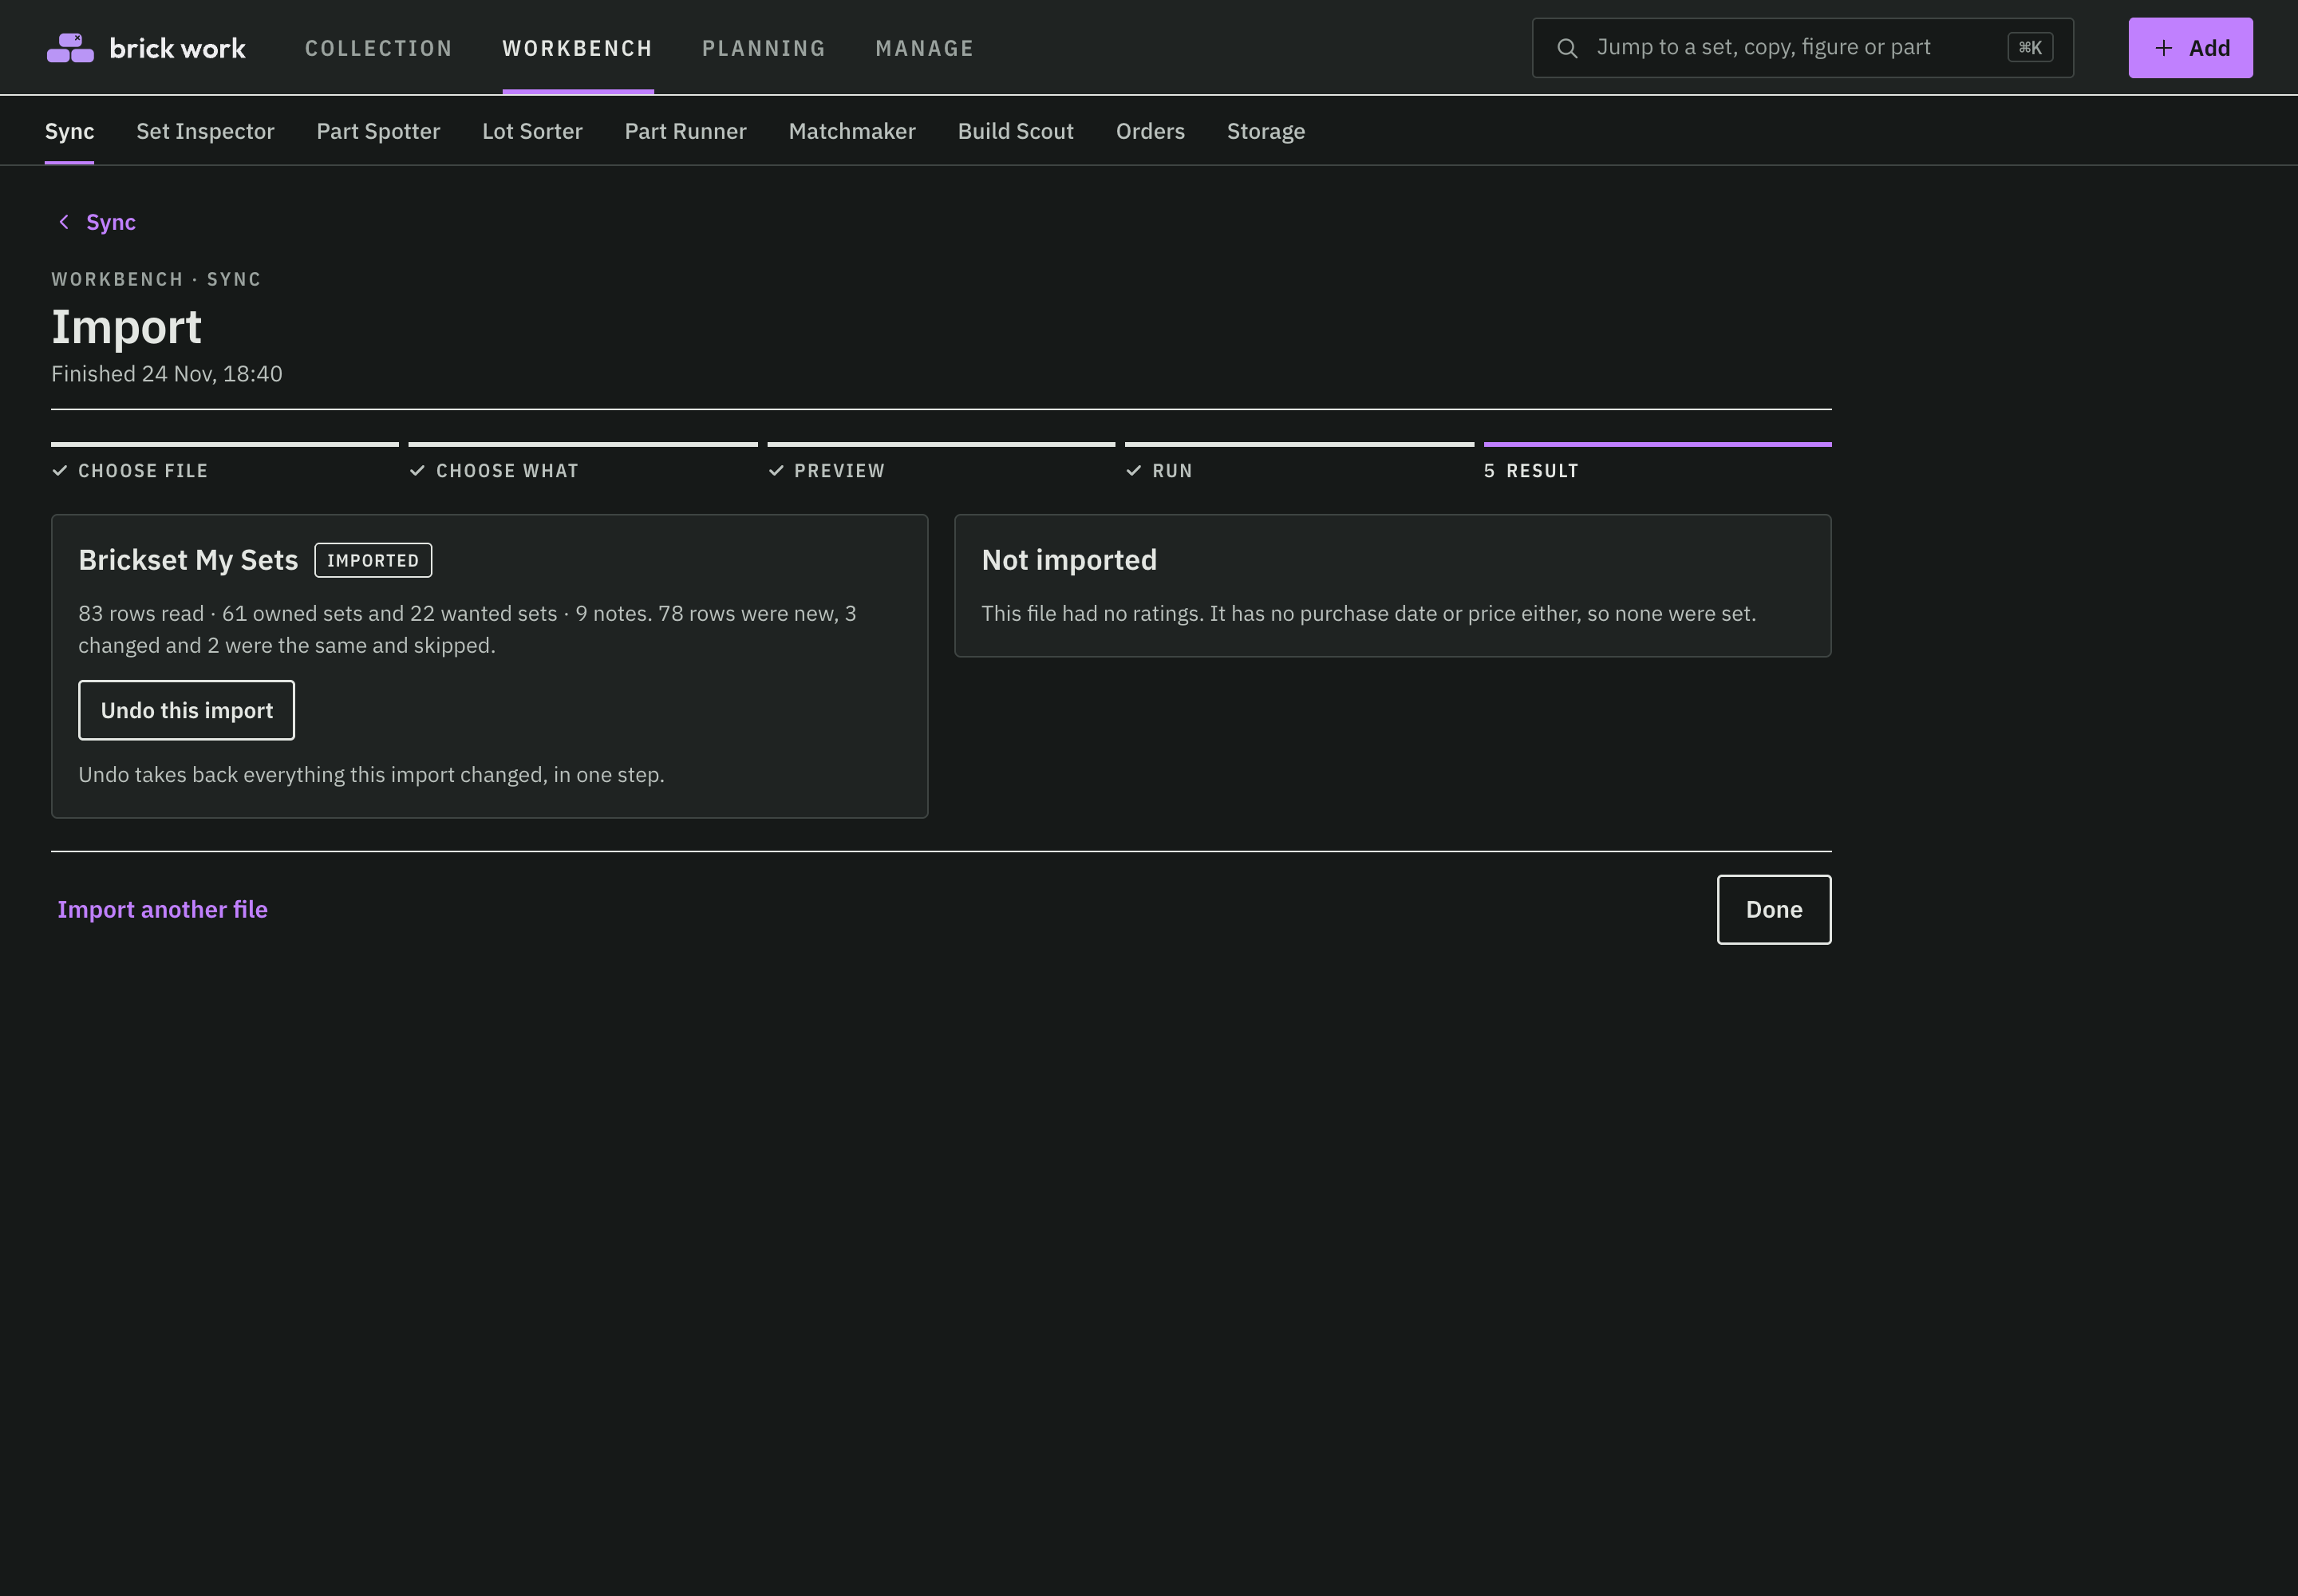 brick work
COLLECTION
WORKBENCH
PLANNING
MANAGE
Jump to a set, copy, figure or part
⌘K
+ Add
Sync
Set Inspector
Part Spotter
Lot Sorter
Part Runner
Matchmaker
Build Scout
Orders
Storage
Sync
WORKBENCH · SYNC
Import
Finished 24 Nov, 18:40
CHOOSE FILE
CHOOSE WHAT
PREVIEW
RUN
5 RESULT
Brickset My Sets
IMPORTED
83 rows read · 61 owned sets and 22 wanted sets · 9 notes. 78 rows were new, 3
changed and 2 were the same and skipped.
Undo this import
Undo takes back everything this import changed, in one step.
Not imported
This file had no ratings. It has no purchase date or price either, so none were set.
Import another file
Done